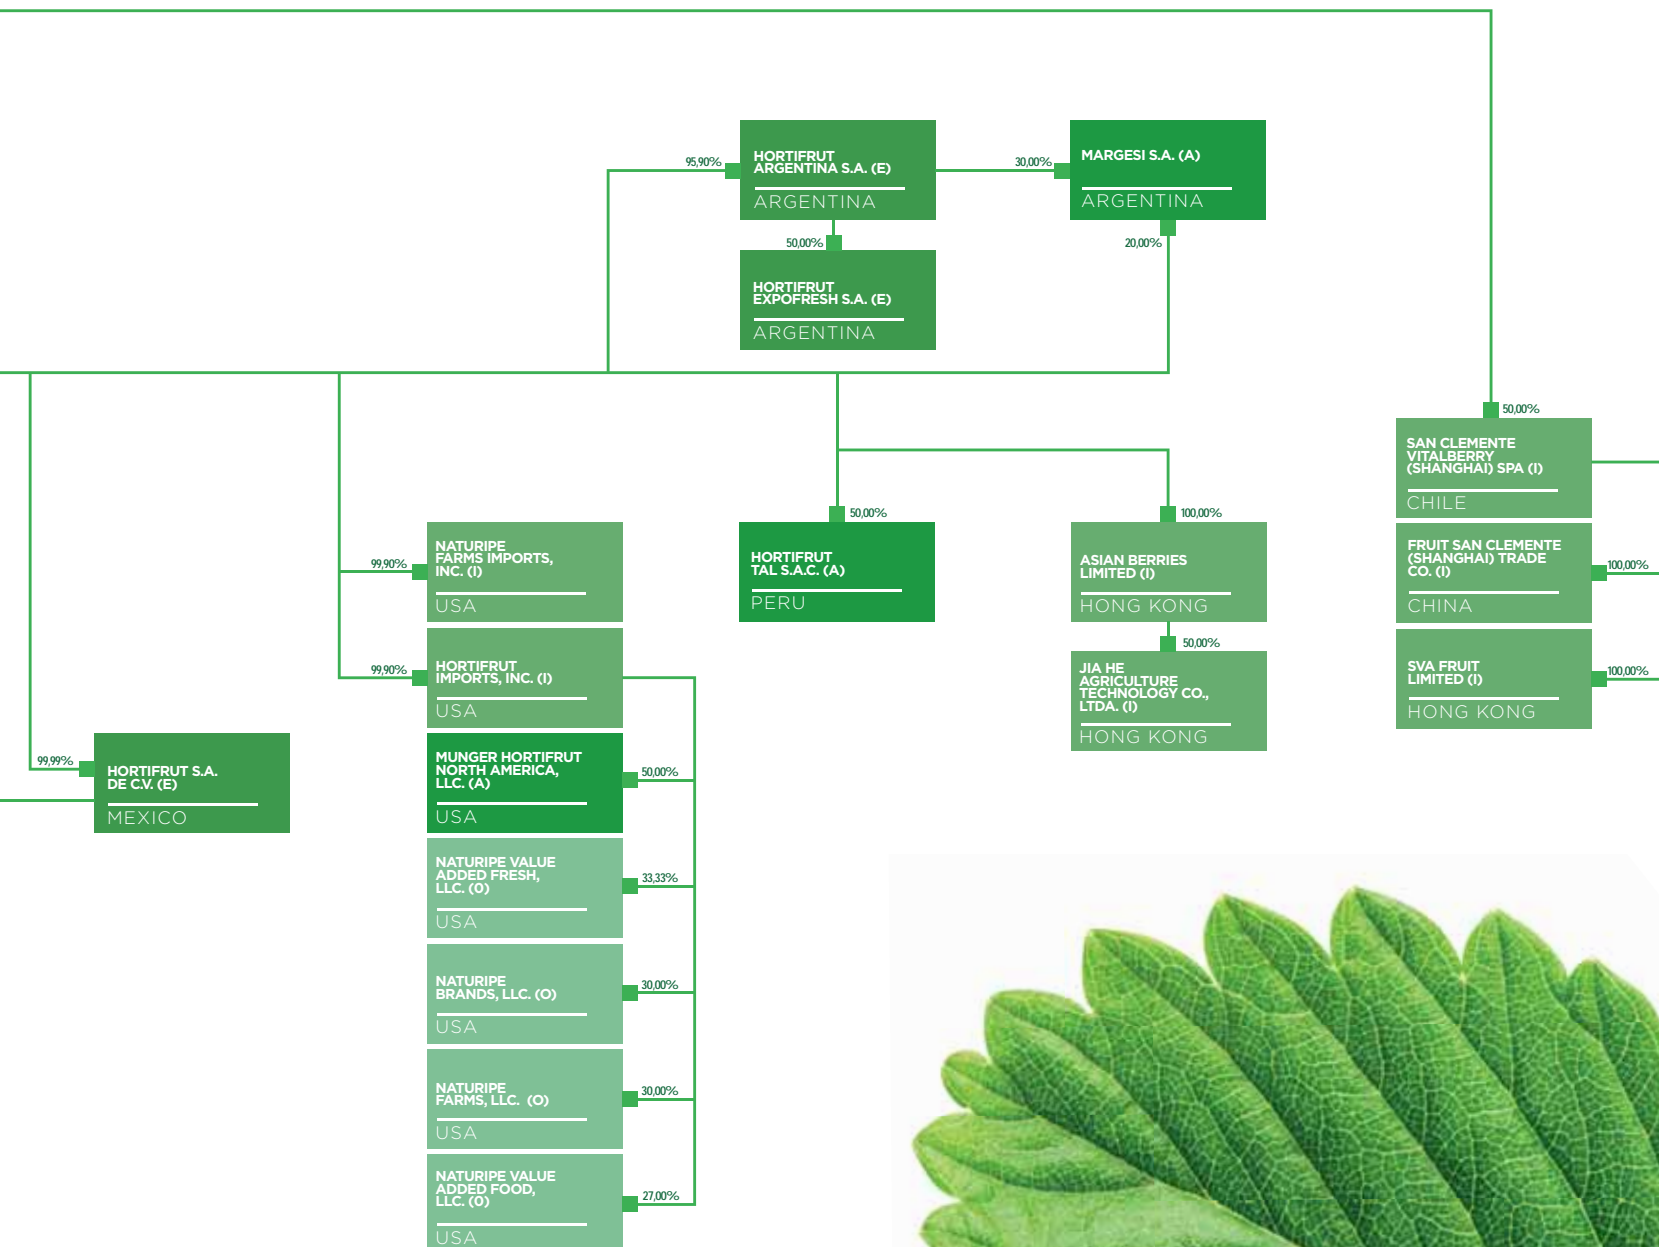 95,90%
HORTIFRUT
ARGENTINA S.A. (E)
ARGENTINA
30,00%
MARGESI S.A. (A)
ARGENTINA
50,00%
HORTIFRUT
EXPOFRESH S.A. (E)
ARGENTINA
20,00%
50,00%
SAN CLEMENTE
VITALBERRY
(SHANGHAI) SPA (I)
CHILE
FRUIT SAN CLEMENTE
(SHANGHAI) TRADE
CO. (I)
CHINA
100,00%
SVA FRUIT
LIMITED (I)
HONG KONG
100,00%
50,00%
HORTIFRUT
TAL S.A.C. (A)
PERU
100,00%
ASIAN BERRIES
LIMITED (I)
HONG KONG
50,00%
JIA HE
AGRICULTURE
TECHNOLOGY CO.,
LTDA. (I)
HONG KONG
99,90%
NATURIPE
FARMS IMPORTS,
INC. (I)
USA
99,90%
HORTIFRUT
IMPORTS, INC. (I)
USA
99,99%
HORTIFRUT S.A.
DE C.V. (E)
MEXICO
MUNGER HORTIFRUT
NORTH AMERICA,
LLC. (A)
USA
50,00%
NATURIPE VALUE
ADDED FRESH,
LLC. (0)
USA
33,33%
NATURIPE
BRANDS, LLC. (O)
USA
30,00%
NATURIPE
FARMS, LLC. (O)
USA
30,00%
NATURIPE VALUE
ADDED FOOD,
LLC. (0)
USA
27,00%